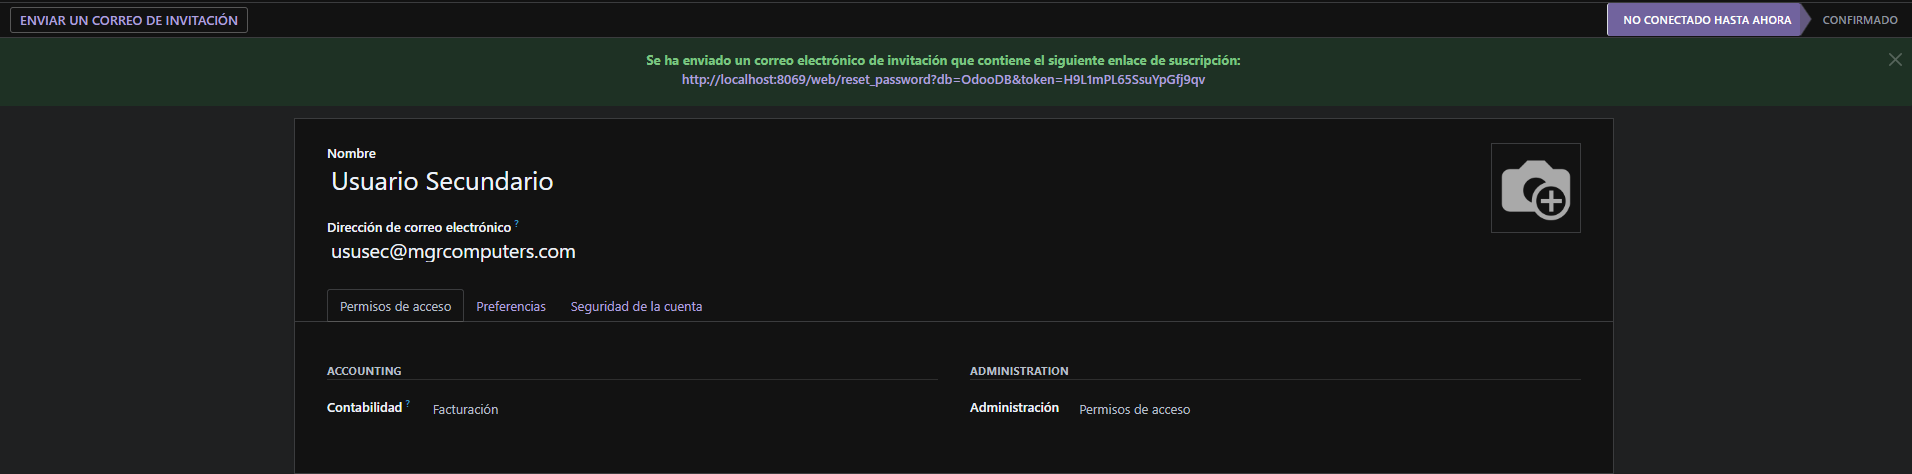 ENVIAR UN CORREO DE INVITACIÓN
NO CONECTADO HASTA AHORA
CONFIRMADO
Se ha enviado un correo electrónico de invitación que contiene el siguiente enlace de suscripción:
http://localhost:8069/web/reset_password?db=OdooDB&token=H9L1mPL65SsuYpGfj9qv
Nombre
Usuario Secundario
Dirección de correo electrónico ?
ususec@mgrcomputers.com
Permisos de acceso
Preferencias
Seguridad de la cuenta
ACCOUNTING
Contabilidad ? Facturación
ADMINISTRATION
Administración Permisos de acceso